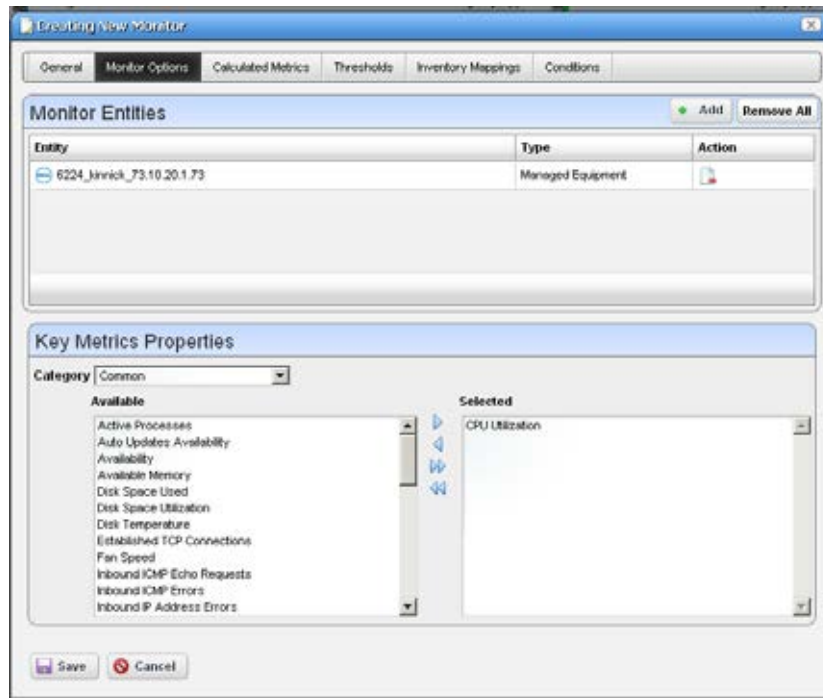 Creating New Monitor
General Monitor Options Calculated Metrics Thresholds Inventory Mappings Conditions
Monitor Entities
Add Remove All
Entity Type Action
6224_kinnick_73.10.20.1.73 Managed Equipment
Key Metrics Properties
Category Common
Available Selected
Active Processes CPU Utilization
Auto Updates Availability
Availability
Available Memory
Disk Space Used
Disk Space Utilization
Disk Temperature
Established TCP Connections
Fan Speed
Inbound ICMP Echo Requests
Inbound ICMP Errors
Inbound IP Address Errors
Save Cancel